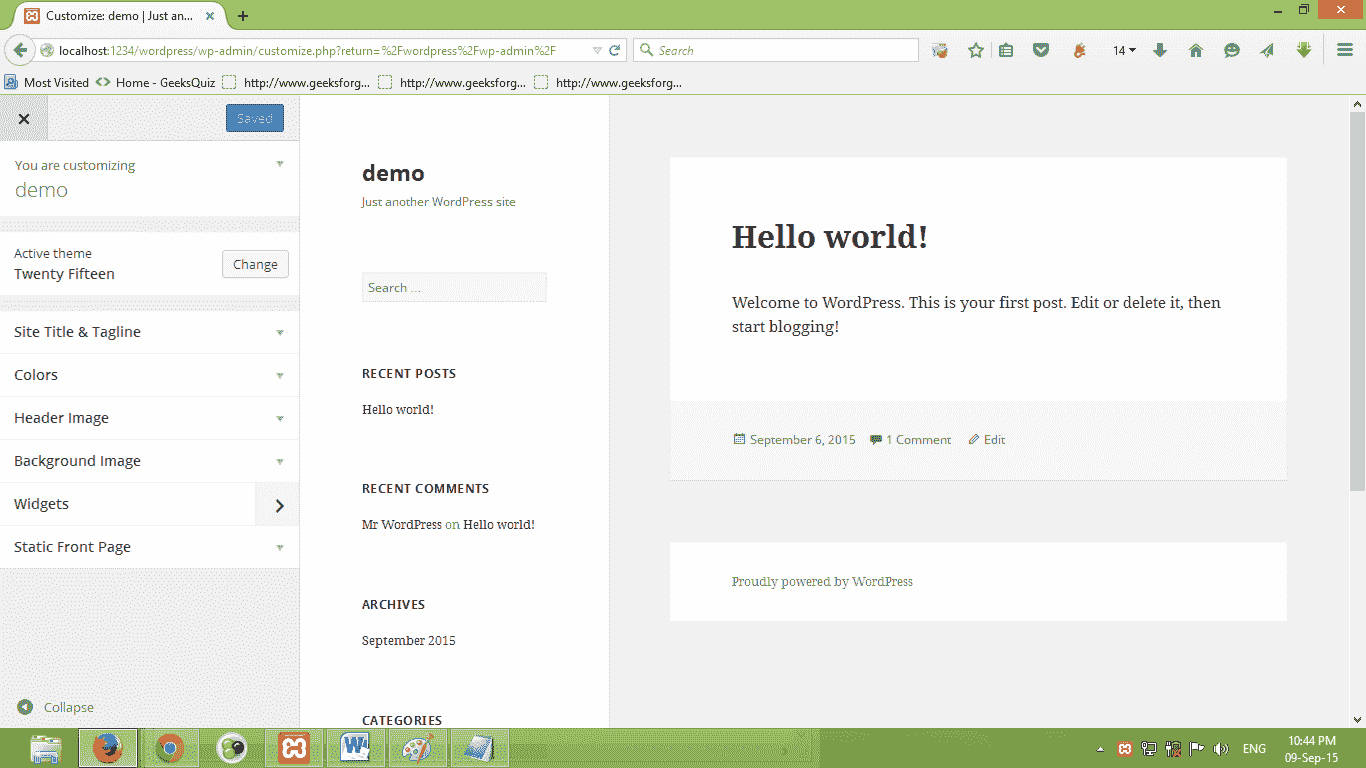 Customize: demo | Just an...
localhost:1234/wordpress/wp-admin/customize.php?return=%2Fwordpress%2Fwp-admin%2F
Search
14
Most Visited
Home - GeeksQuiz
http://www.geeksforg...
http://www.geeksforg...
http://www.geeksforg...
Saved
You are customizing
demo
Active theme
Twenty Fifteen
Change
Site Title & Tagline
Colors
Header Image
Background Image
Widgets
Static Front Page
Collapse
demo
Just another WordPress site
Search ...
RECENT POSTS
Hello world!
RECENT COMMENTS
Mr WordPress on Hello world!
ARCHIVES
September 2015
CATEGORIES
Hello world!
Welcome to WordPress. This is your first post. Edit or delete it, then
start blogging!
September 6, 2015
1 Comment
Edit
Proudly powered by WordPress
ENG
10:44 PM
09-Sep-15